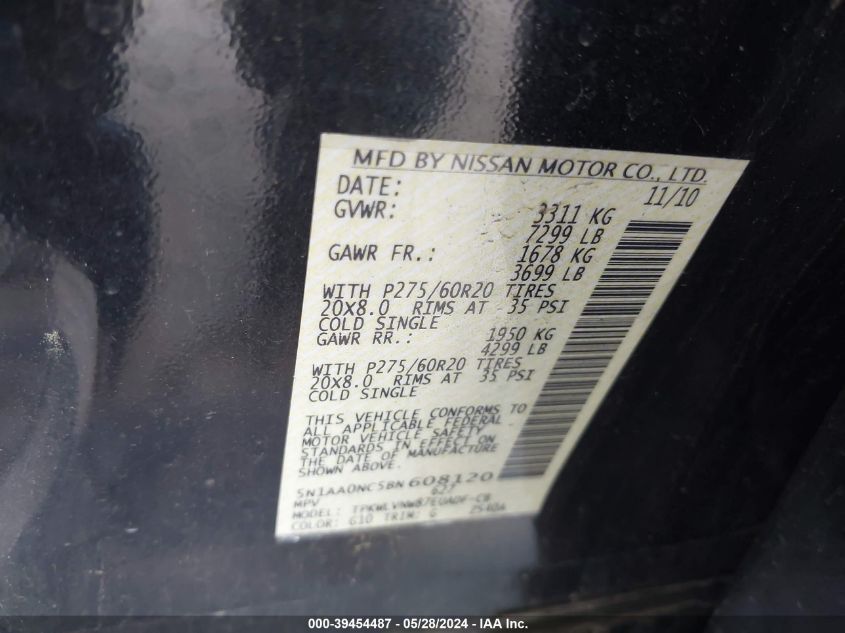 MFD BY NISSAN MOTOR CO., LTD.
DATE: 11/10
GVWR: 3311 KG
7299 LB
GAWR FR.: 1678 KG
3699 LB
WITH P275/60R20 TIRES
20X8.0 RIMS AT 35 PSI
COLD SINGLE
GAWR RR.: 1950 KG
4299 LB
WITH P275/60R20 TIRES
20X8.0 RIMS AT 35 PSI
COLD SINGLE
THIS VEHICLE CONFORMS TO
ALL APPLICABLE FEDERAL
MOTOR VEHICLE SAFETY
STANDARDS IN EFFECT ON
THE DATE OF MANUFACTURE
SHOWN ABOVE.
5N1AA0NC5BN608120
MPV 627
MODEL: TPKWLVNWB7EUADF-CB
COLOR: G10 TRIM: G
000-39454487 - 05/28/2024 - IAA Inc.